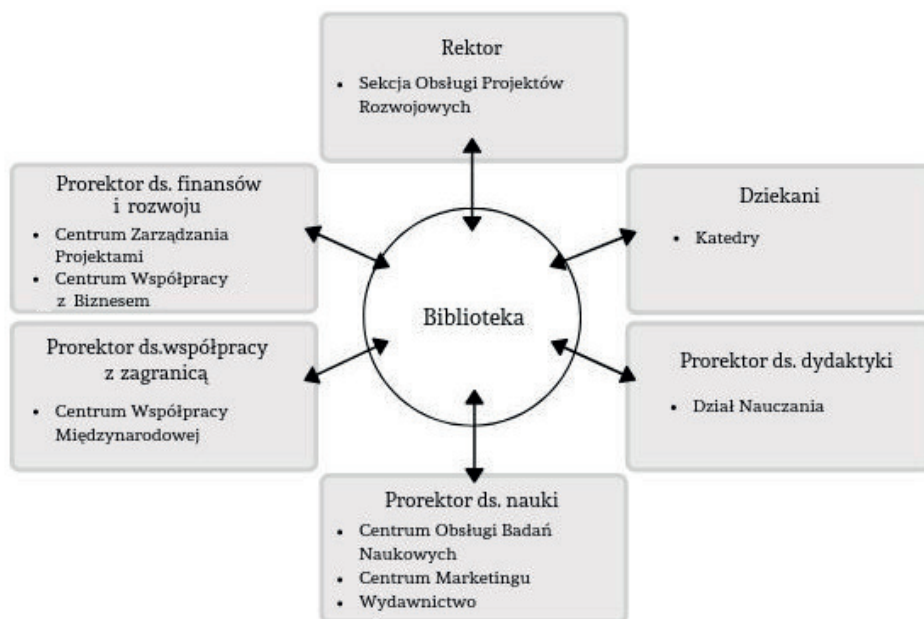 Rektor
• Sekcja Obsługi Projektów
Rozwojowych
Prorektor ds. finansów
i rozwoju
• Centrum Zarządzania
Projektami
• Centrum Współpracy
z Biznesem
Dziekani
• Katedry
Biblioteka
Prorektor ds.współpracy
z zagranicą
• Centrum Współpracy
Międzynarodowej
Prorektor ds. dydaktyki
• Dział Nauczania
Prorektor ds. nauki
• Centrum Obsługi Badań
Naukowych
• Centrum Marketingu
• Wydawnictwo